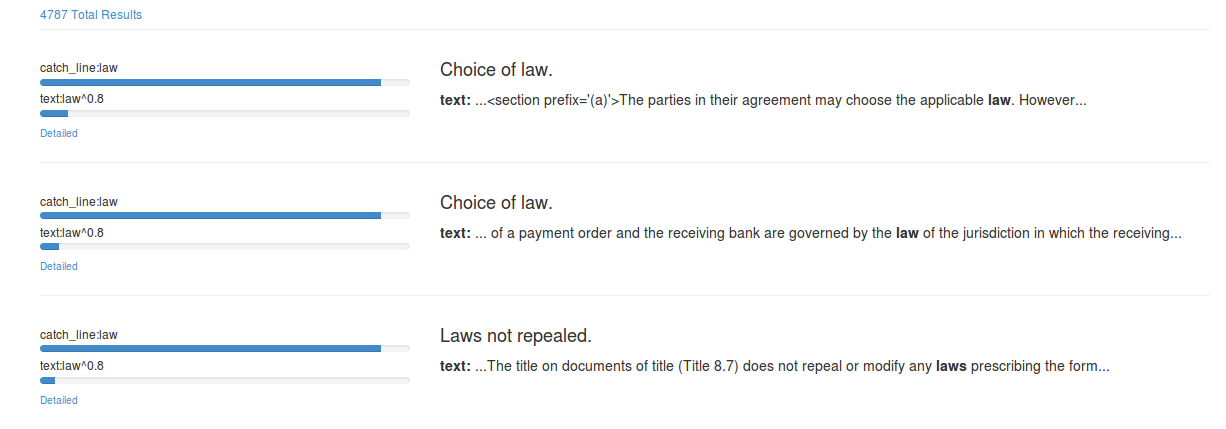 4787 Total Results
catch_line:law
text:law^0.8
Detailed
Choice of law.
text: ...<section prefix='(a)'>The parties in their agreement may choose the applicable law. However...
catch_line:law
text:law^0.8
Detailed
Choice of law.
text: ... of a payment order and the receiving bank are governed by the law of the jurisdiction in which the receiving...
catch_line:law
text:law^0.8
Detailed
Laws not repealed.
text: ...The title on documents of title (Title 8.7) does not repeal or modify any laws prescribing the form...